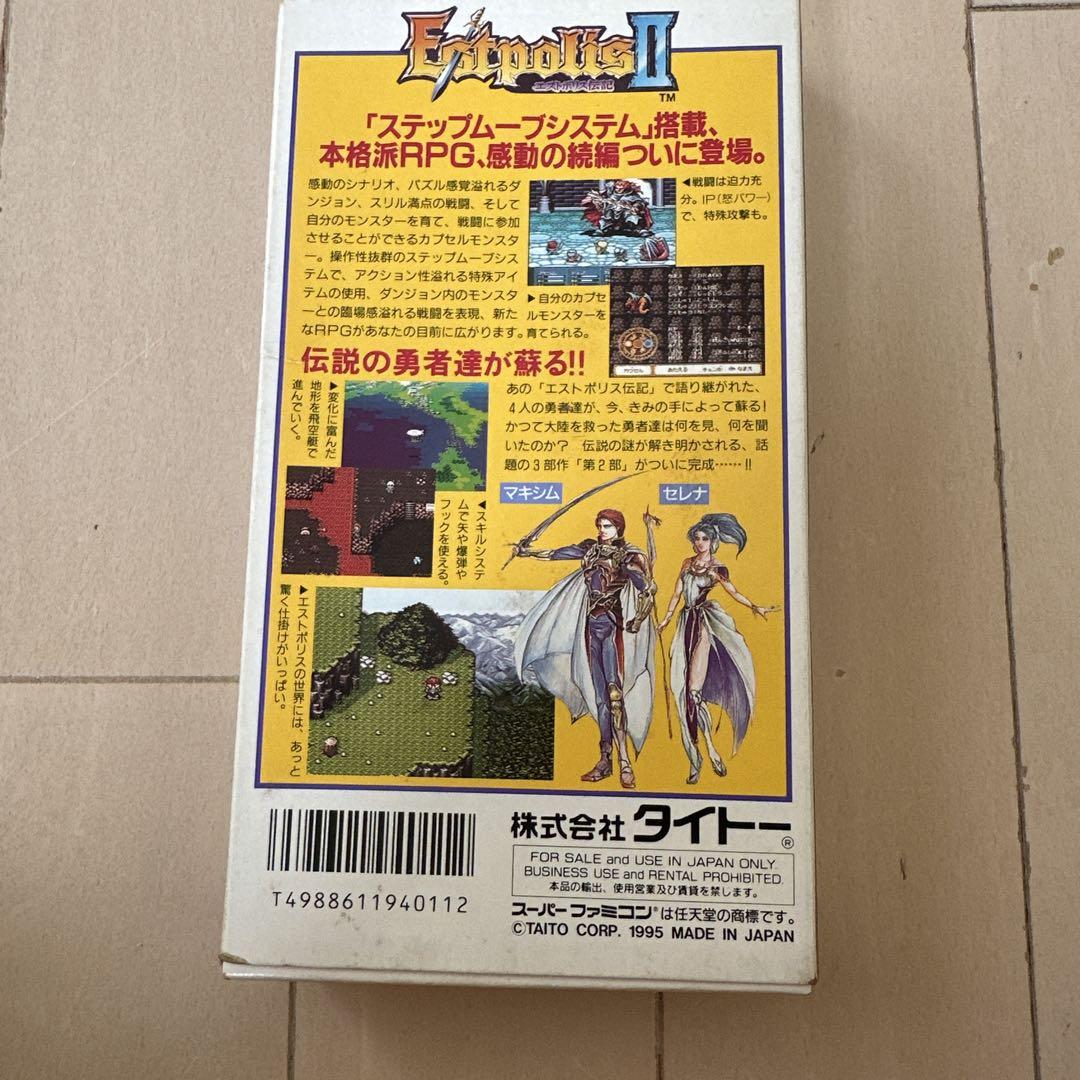 Estpolis II
エストポリス伝記
TM
「ステップムーブシステム」搭載、
本格派RPG、感動の続編ついに登場。
感動のシナリオ、パズル感覚溢れるダ
ンジョン、スリル満点の戦闘、そして
自分のモンスターを育て、戦闘に参加
させることができるカプセルモンス
ター。操作性抜群のステップムーブシス
テムで、アクション性溢れる特殊アイ
テムの使用、ダンジョン内のモンスタ
ーとの臨場感溢れる戦闘を表現、新た
なRPGがあなたの目前に広がります。
◀戦闘は迫力充
分。IP(怒パワー)
で、特殊攻撃も。
▶自分のカプセ
ルモンスターを
育てられる。
カプセル
あたえる
チェンジ
なまえ
伝説の勇者達が蘇る!!
▶変化に富んだ
地形を飛空艇で
進んでいく。
あの「エストポリス伝記」で語り継がれた、
4人の勇者達が、今、きみの手によって蘇る!
かつて大陸を救った勇者達は何を見、何を
聞いたのか? 伝説の謎が解き明かされる、話
題の3部作「第2部」がついに完成……!!
◀スキルシステ
ムで矢や爆弾や
フックを使える。
マキシム
セレナ
▶エストポリスの世界には、あっと
驚く仕掛けがいっぱい。
株式会社 タイトー®
FOR SALE and USE IN JAPAN ONLY.
BUSINESS USE and RENTAL PROHIBITED.
本品の輸出、使用営業及び賃貸を禁じます。
T4988611940112
スーパーファミコン®は任天堂の商標です。
©TAITO CORP. 1995 MADE IN JAPAN